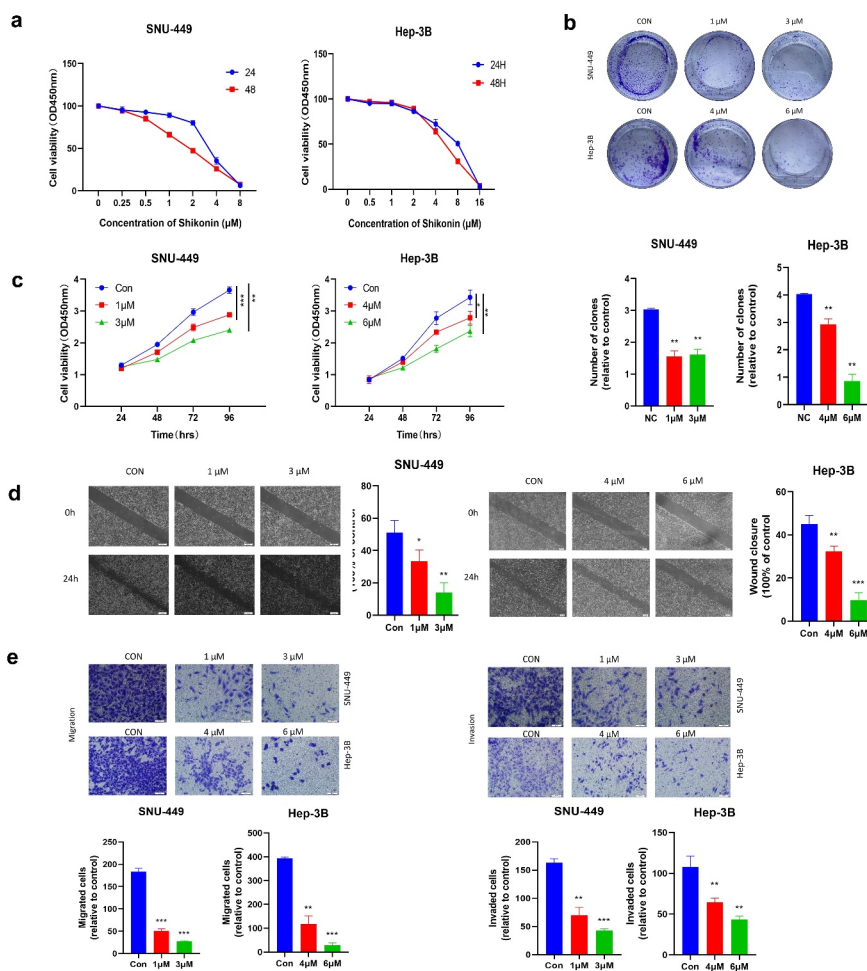 a
SNU-449
Cell viability (OD450nm)
150
100
50
0
24
48
0 0.25 0.5 1 2 4 8
Concentration of Shikonin (μM)
Hep-3B
Cell viability (OD450nm)
200
150
100
50
0
24H
48H
0 0.5 1 2 4 8 16
Concentration of Shikonin (μM)
b
CON 1 μM 3 μM
SNU-449
CON 4 μM 6 μM
Hep-3B
SNU-449
Number of clones
(relative to control)
4
3
2
1
0
** **
NC 1μM 3μM
Hep-3B
Number of clones
(relative to control)
5
4
3
2
1
0
**
**
NC 4μM 6μM
c
SNU-449
Cell viability (OD450nm)
4
3
2
1
0
Con
1μM
3μM
***
**
24 48 72 96
Time(hrs)
Hep-3B
Cell viability (OD450nm)
4
3
2
1
0
Con
4μM
6μM
*
**
24 48 72 96
Time(hrs)
d
CON 1 μM 3 μM
0h
24h
SNU-449
80
60
40
20
0
*
**
Con 1μM 3μM
CON 4 μM 6 μM
0h
24h
Hep-3B
Wound closure
(100% of control)
60
40
20
0
**
***
Con 4μM 6μM
e
Migration
CON 1 μM 3 μM
SNU-449
CON 4 μM 6 μM
Hep-3B
Invasion
CON 1 μM 3 μM
SNU-449
CON 4 μM 6 μM
Hep-3B
SNU-449
Migrated cells
(relative to control)
250
200
150
100
50
0
*** ***
Con 1μM 3μM
Hep-3B
Migrated cells
(relative to control)
500
400
300
200
100
0
**
***
Con 4μM 6μM
SNU-449
Invaded cells
(relative to control)
200
150
100
50
0
**
***
Con 1μM 3μM
Hep-3B
Invaded cells
(relative to control)
150
100
50
0
**
**
Con 4μM 6μM